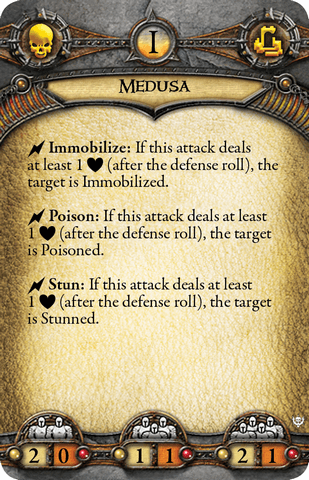 I
MEDUSA
Immobilize: If this attack deals
at least 1 (after the defense roll), the
target is Immobilized.
Poison: If this attack deals at least
1 (after the defense roll), the target
is Poisoned.
Stun: If this attack deals at least
1 (after the defense roll), the target
is Stunned.
2 0 1 1 2 1